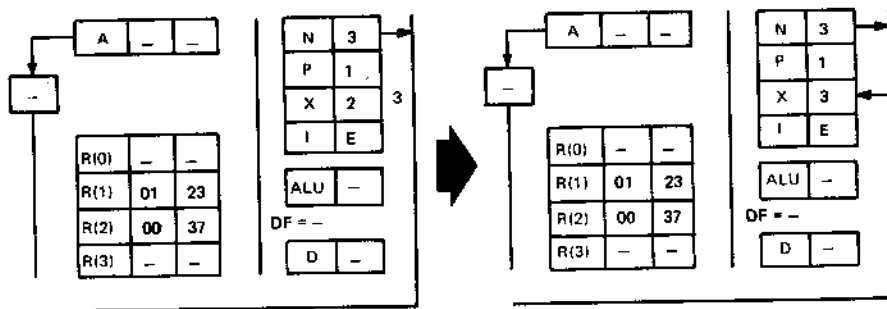 A – –
–
N 3
P 1
X 2
I E
3
R(0) – –
R(1) 01 23
R(2) 00 37
R(3) – –
ALU –
DF = –
D –
A – –
–
N 3
P 1
X 3
I E
R(0) – –
R(1) 01 23
R(2) 00 37
R(3) – –
ALU –
DF = –
D –